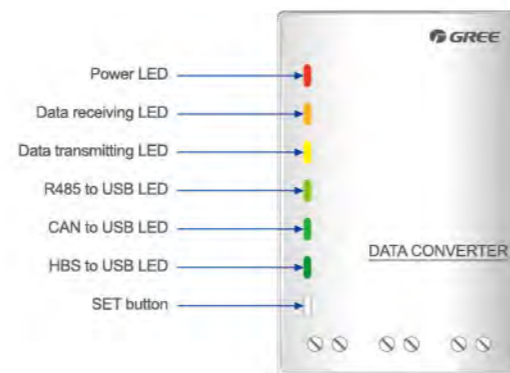 GREE
Power LED
Data receiving LED
Data transmitting LED
R485 to USB LED
CAN to USB LED
HBS to USB LED
DATA CONVERTER
SET button